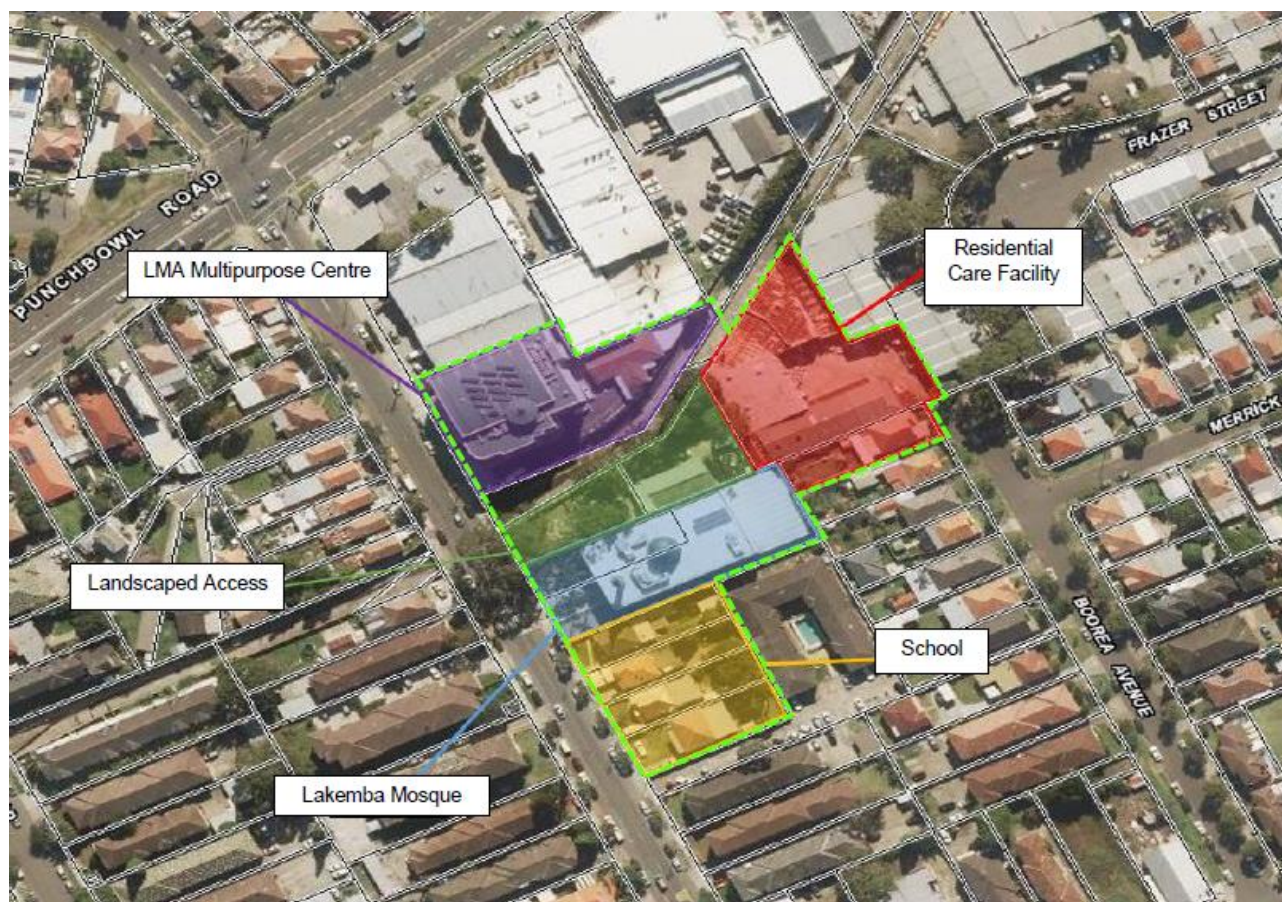 PUNCHBOWL ROAD
FRAZER STREET
LMA Multipurpose Centre
Residential
Care Facility
MERRICK
Landscaped Access
BOOREA AVENUE
School
Lakemba Mosque